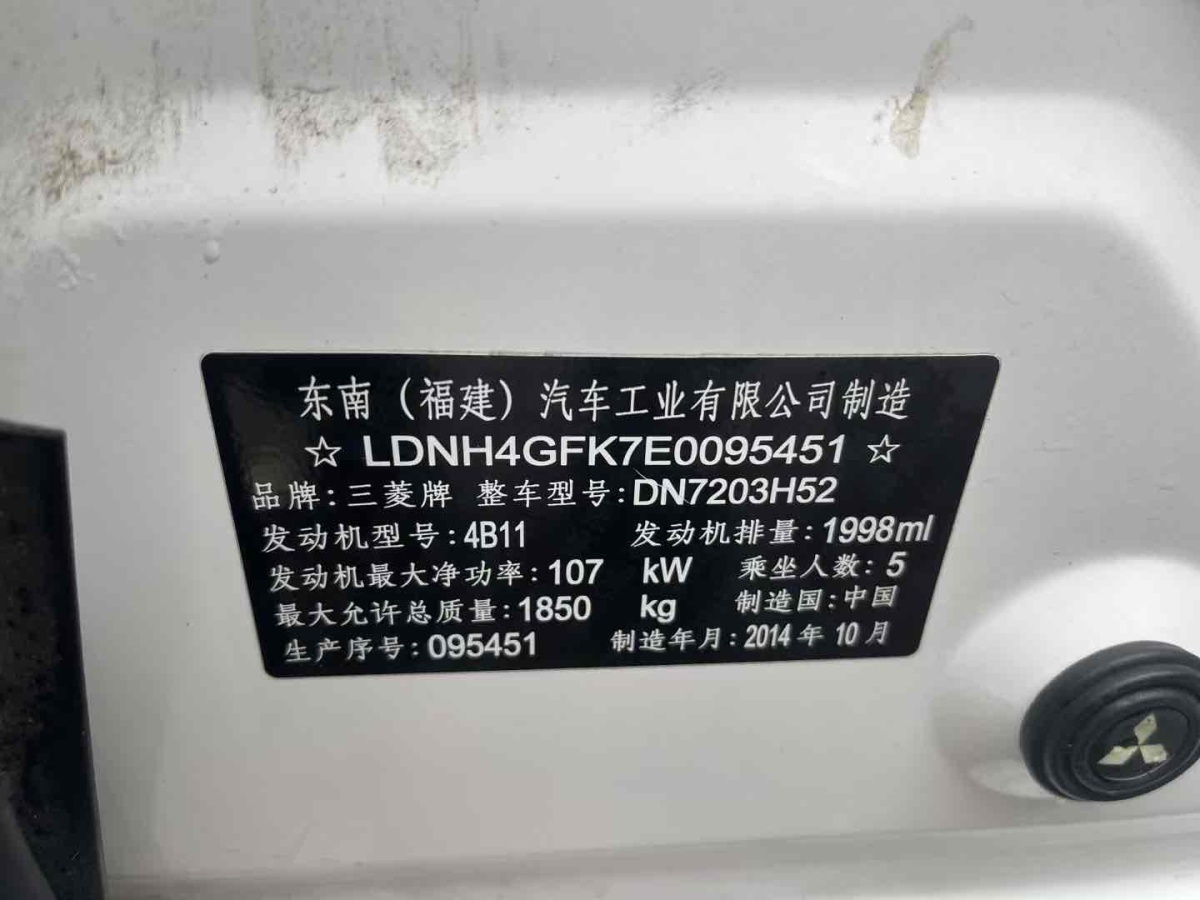 东南（福建）汽车工业有限公司制造
☆ LDNH4GFK7E0095451 ☆
品牌：三菱牌 整车型号：DN7203H52
发动机型号：4B11 发动机排量：1998ml
发动机最大净功率：107 kW 乘坐人数：5
最大允许总质量：1850 kg 制造国：中国
生产序号：095451 制造年月：2014 年 10 月